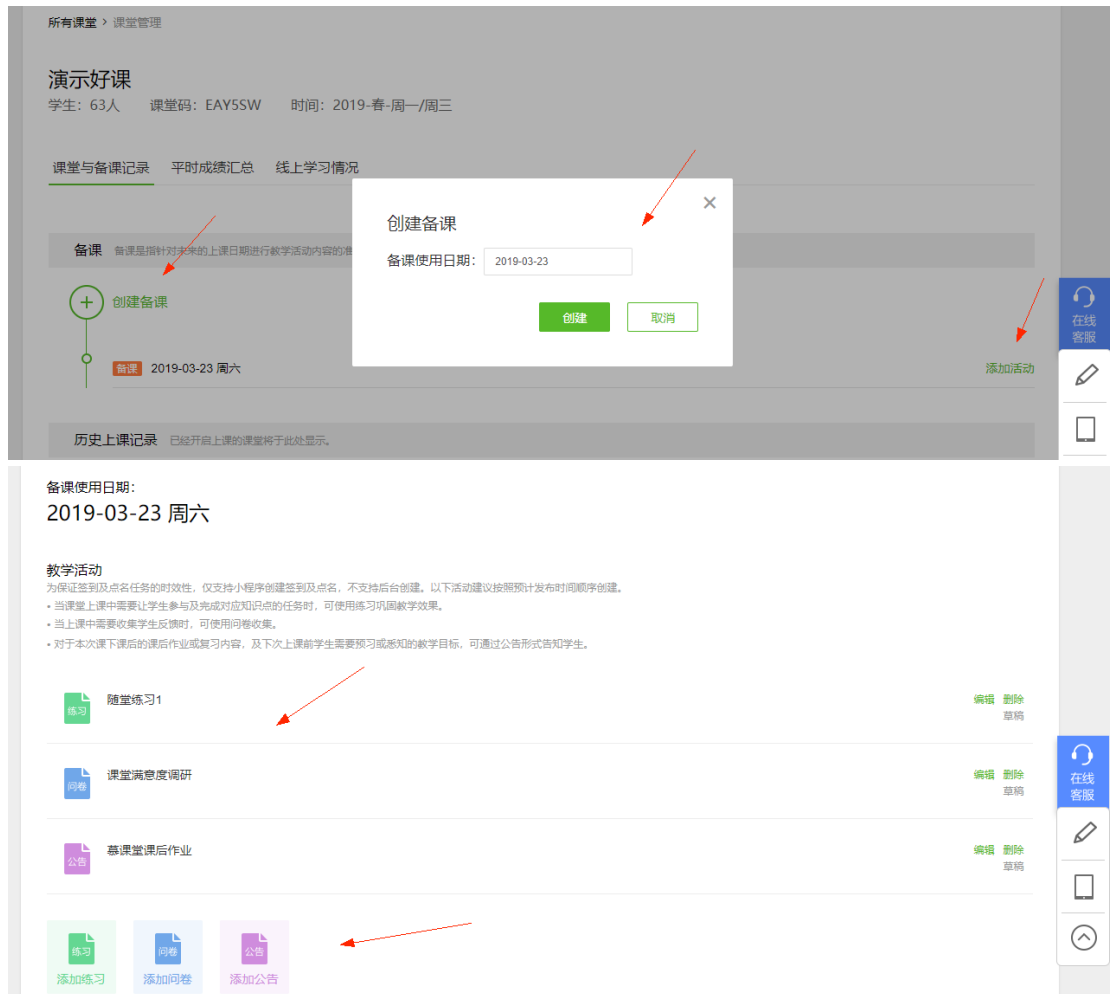 所有课堂 > 课堂管理
演示好课
学生：63人 课堂码：EAY5SW 时间：2019-春-周一/周三
课堂与备课记录 平时成绩汇总 线上学习情况
创建备课
备课使用日期： 2019-03-23
创建 取消
备课 备课是指针对未来的上课日期进行教学活动内容的准
创建备课
备课 2019-03-23 周六 添加活动
在线
客服
历史上课记录 已经开启上课的课堂将于此处显示。
备课使用日期：
2019-03-23 周六
教学活动
为保证签到及点名任务的时效性，仅支持小程序创建签到及点名，不支持后台创建。以下活动建议按照预计发布时间顺序创建。
• 当课堂上课中需要让学生参与及完成对应知识点的任务时，可使用练习巩固教学效果。
• 当上课中需要收集学生反馈时，可使用问卷收集。
• 对于本次课下课后的课后作业或复习内容，及下次上课前学生需要预习或悉知的教学目标，可通过公告形式告知学生。
练习 随堂练习1 编辑 删除
草稿
问卷 课堂满意度调研 编辑 删除
草稿
在线
客服
公告 慕课堂课后作业 编辑 删除
草稿
练习 问卷 公告
添加练习 添加问卷 添加公告